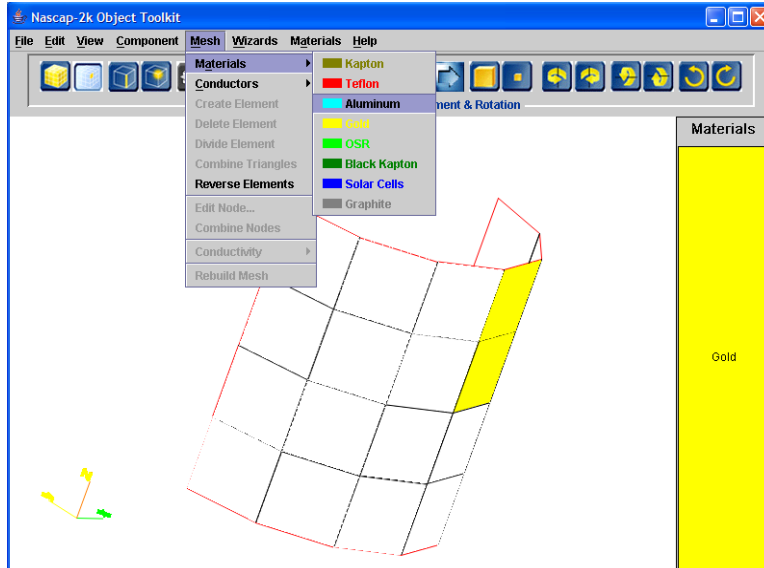 Nascap-2k Object Toolkit
File Edit View Component Mesh Wizards Materials Help
Materials
Conductors
Create Element
Delete Element
Divide Element
Combine Triangles
Reverse Elements
Edit Node...
Combine Nodes
Conductivity
Rebuild Mesh
Kapton
Teflon
Aluminum
Gold
OSR
Black Kapton
Solar Cells
Graphite
ment & Rotation
Materials
Gold